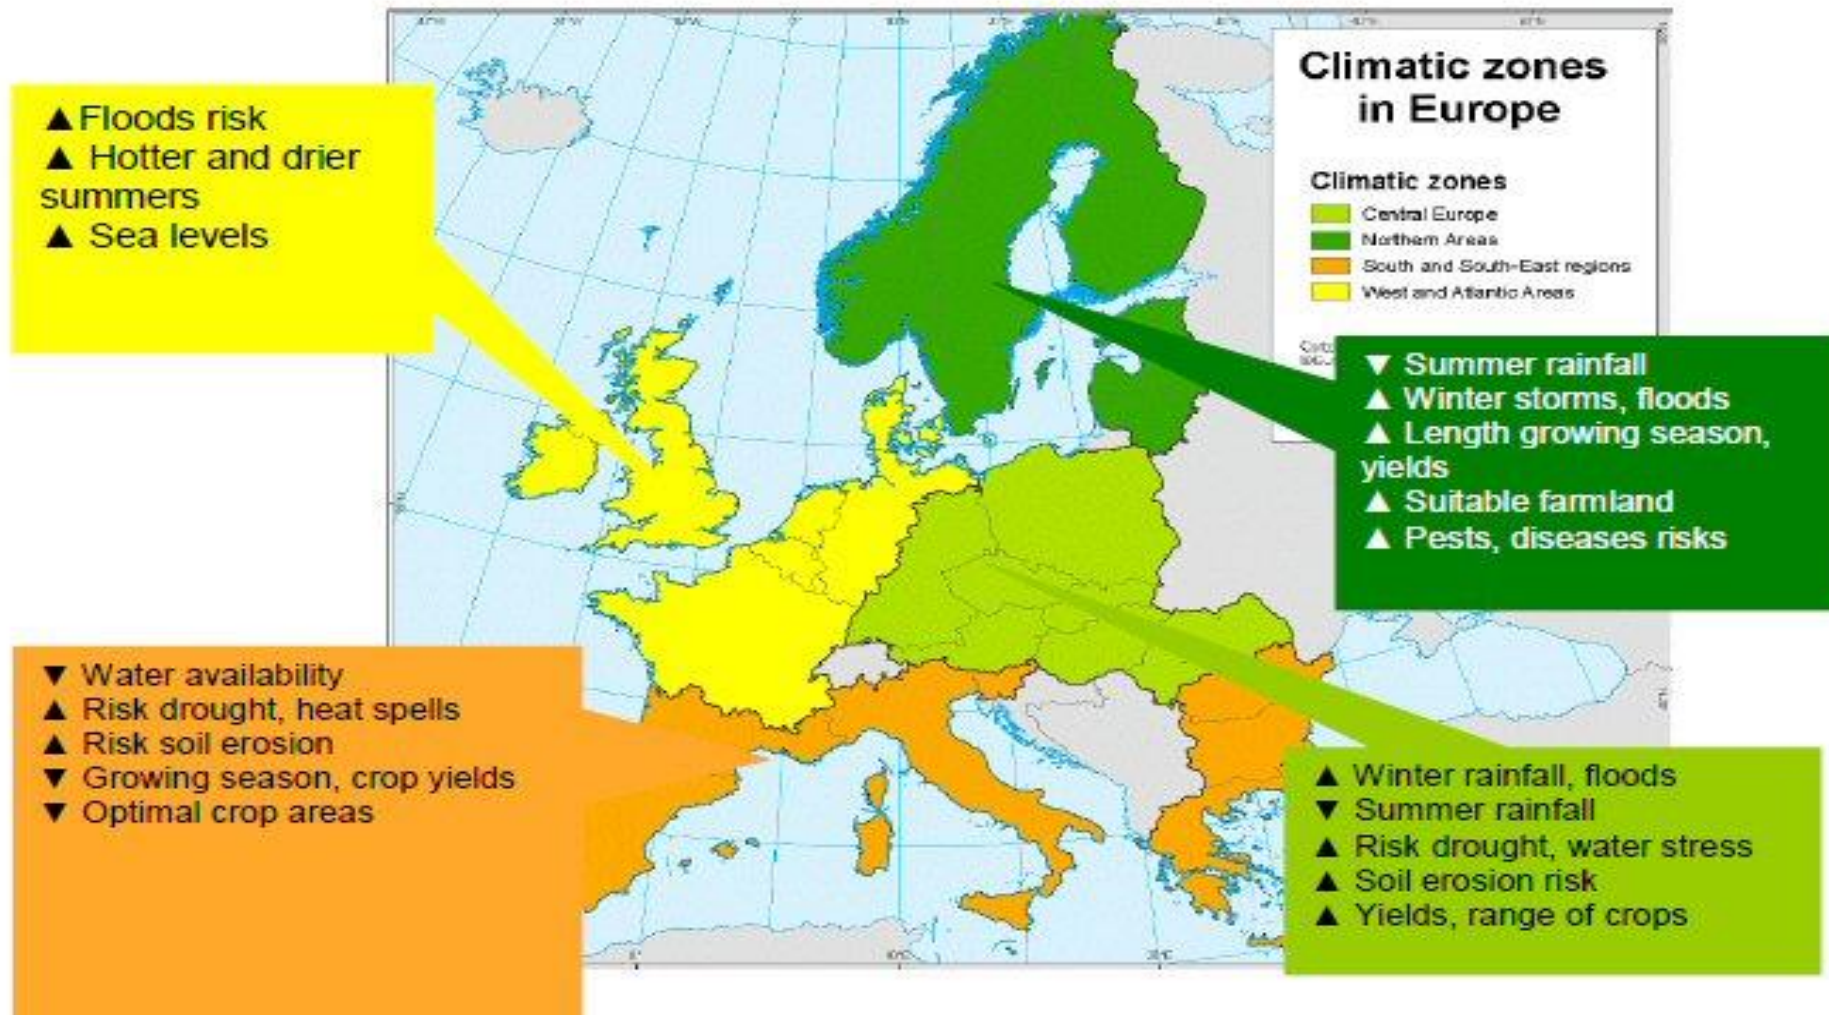 ▲Floods risk
▲ Hotter and drier
summers
▲ Sea levels
Climatic zones
in Europe
Climatic zones
Central Europe
Northern Areas
South and South-East regions
West and Atlantic Areas
▼ Summer rainfall
▲ Winter storms, floods
▲ Length growing season,
yields
▲ Suitable farmland
▲ Pests, diseases risks
▼ Water availability
▲ Risk drought, heat spells
▲ Risk soil erosion
▼ Growing season, crop yields
▼ Optimal crop areas
▲ Winter rainfall, floods
▼ Summer rainfall
▲ Risk drought, water stress
▲ Soil erosion risk
▲ Yields, range of crops